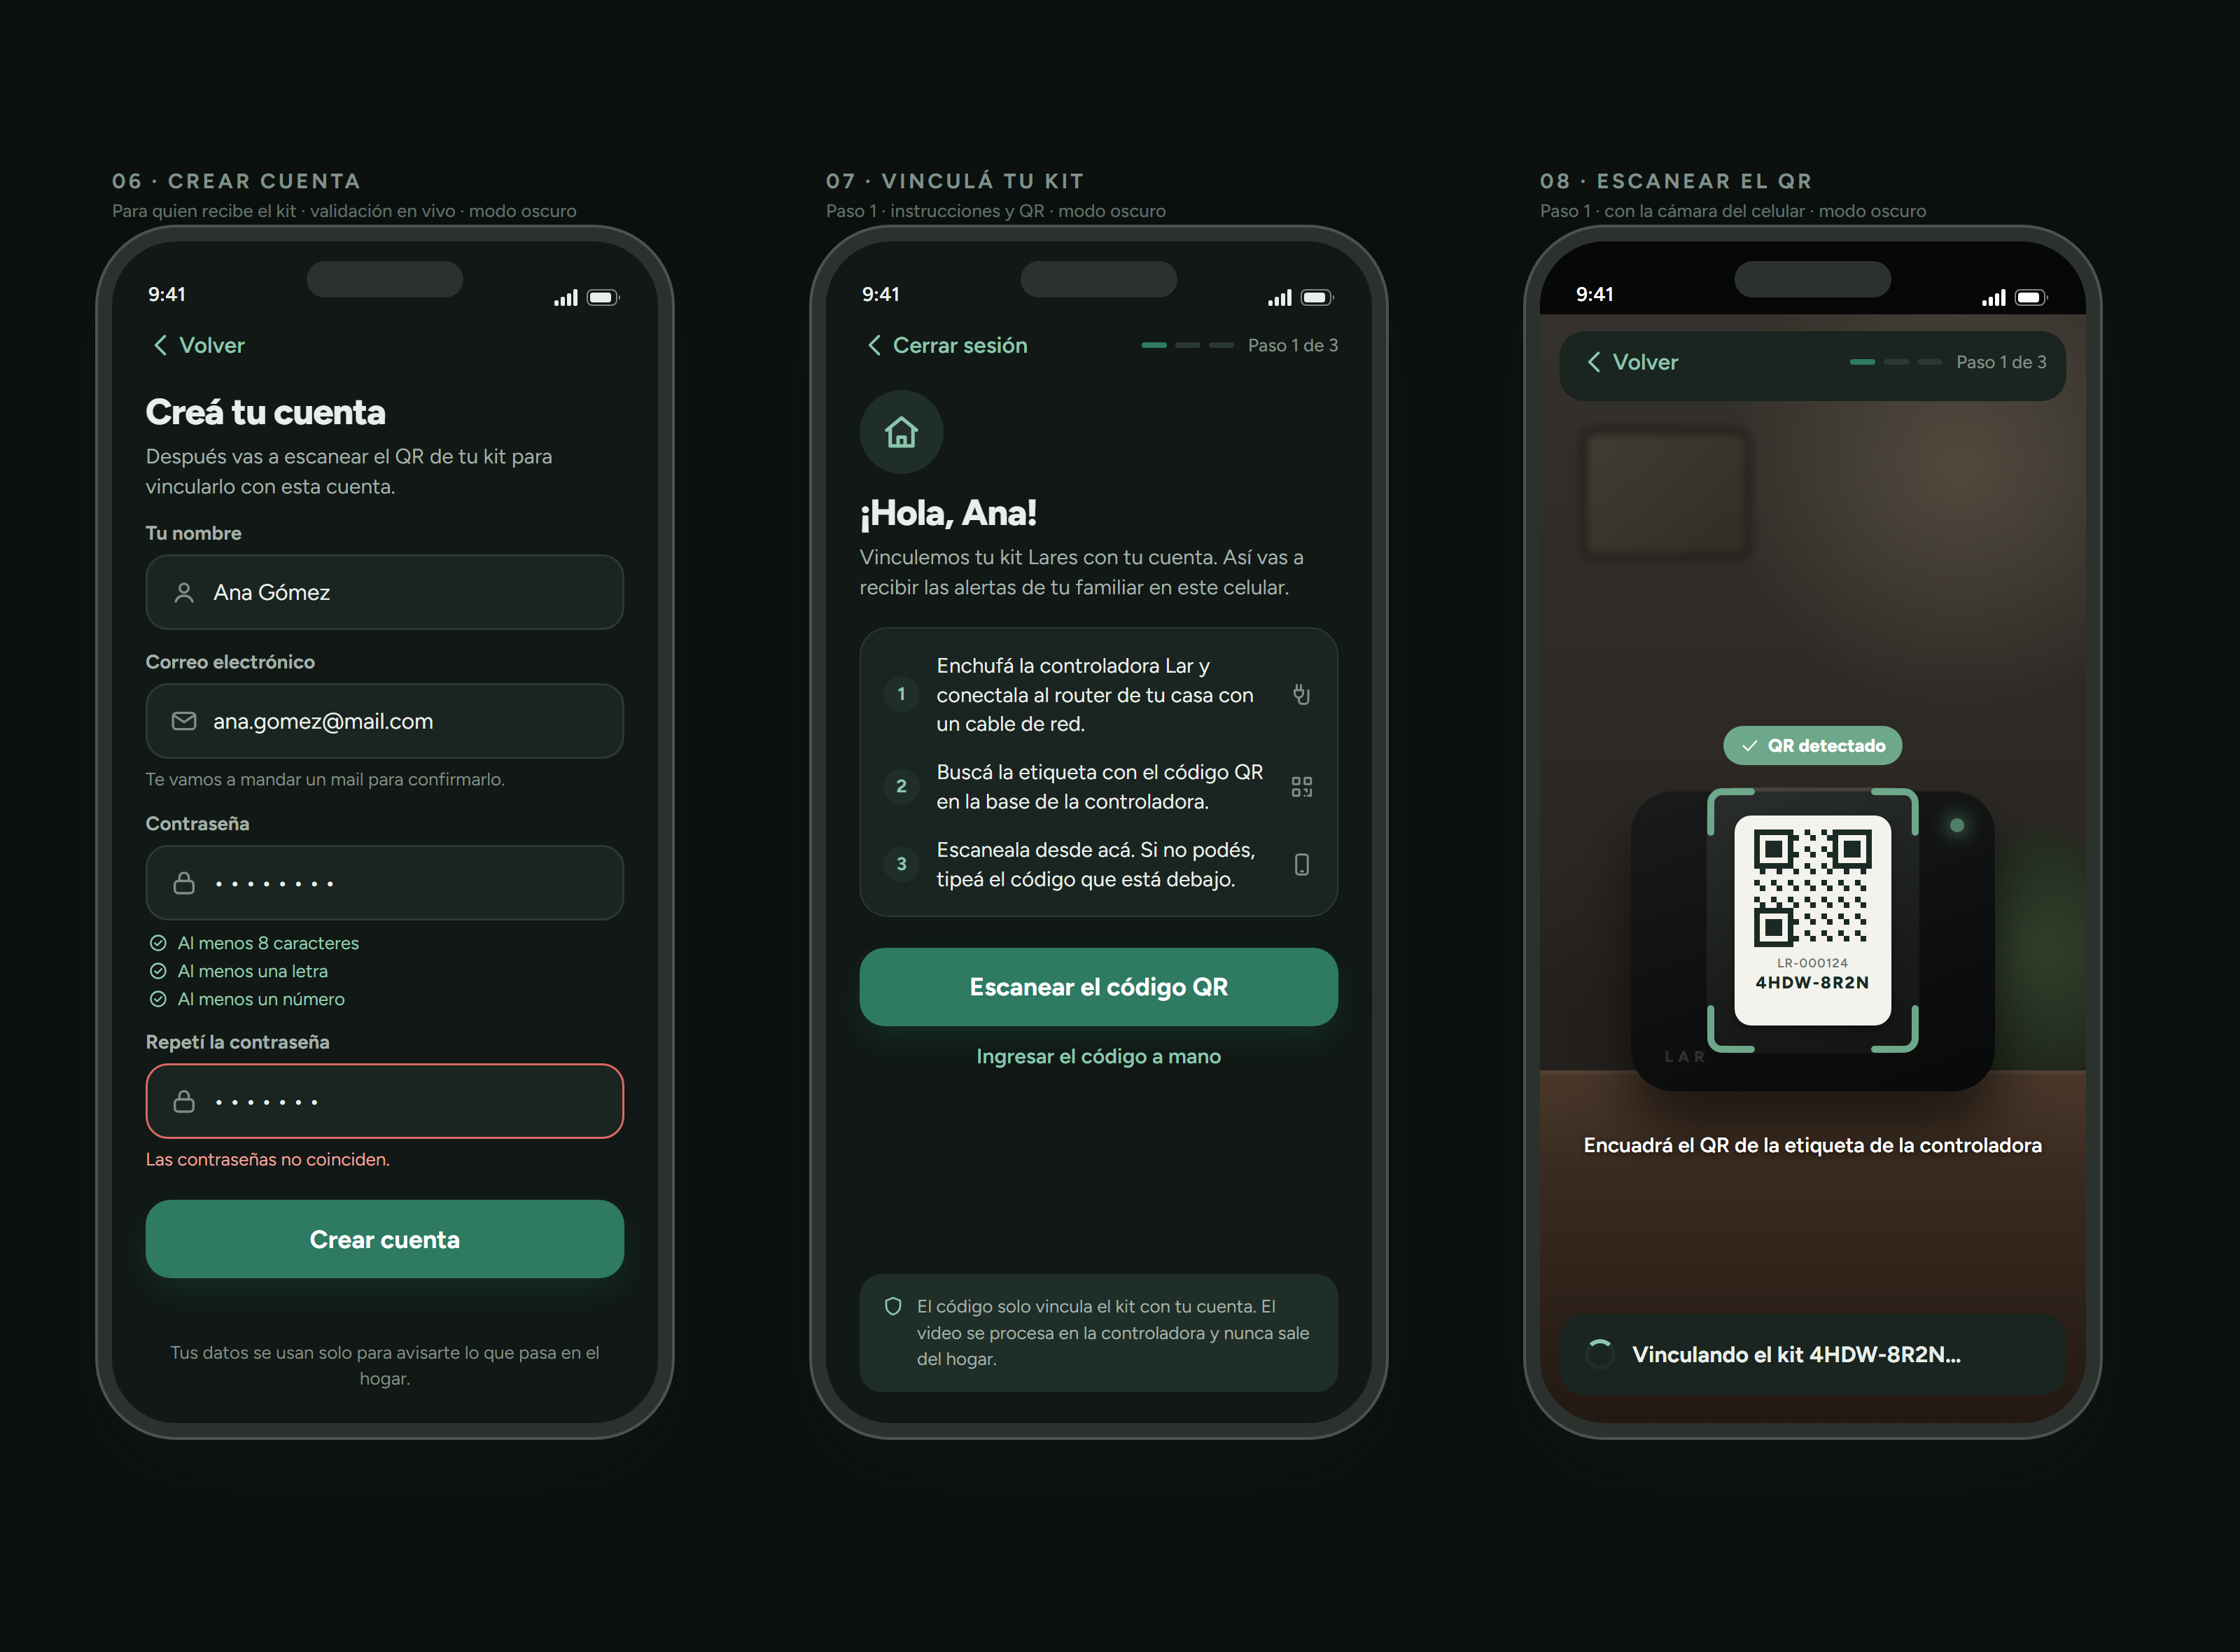 06 · CREAR CUENTA
Para quien recibe el kit · validación en vivo · modo oscuro
9:41
Volver
Creá tu cuenta
Después vas a escanear el QR de tu kit para
vincularlo con esta cuenta.
Tu nombre
Ana Gómez
Correo electrónico
ana.gomez@mail.com
Te vamos a mandar un mail para confirmarlo.
Contraseña
Al menos 8 caracteres
Al menos una letra
Al menos un número
Repetí la contraseña
Las contraseñas no coinciden.
Crear cuenta
Tus datos se usan solo para avisarte lo que pasa en el
hogar.
07 · VINCULÁ TU KIT
Paso 1 · instrucciones y QR · modo oscuro
9:41
Cerrar sesión
Paso 1 de 3
¡Hola, Ana!
Vinculemos tu kit Lares con tu cuenta. Así vas a
recibir las alertas de tu familiar en este celular.
1
Enchufá la controladora Lar y
conectala al router de tu casa con
un cable de red.
2
Buscá la etiqueta con el código QR
en la base de la controladora.
3
Escaneala desde acá. Si no podés,
tipeá el código que está debajo.
Escanear el código QR
Ingresar el código a mano
El código solo vincula el kit con tu cuenta. El
video se procesa en la controladora y nunca sale
del hogar.
08 · ESCANEAR EL QR
Paso 1 · con la cámara del celular · modo oscuro
9:41
Volver
Paso 1 de 3
QR detectado
LR-000124
4HDW-8R2N
LAR
Encuadrá el QR de la etiqueta de la controladora
Vinculando el kit 4HDW-8R2N...